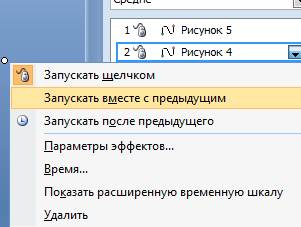 1 Рисунок 5
2 Рисунок 4
Запускать щелчком
Запускать вместе с предыдущим
Запускать после предыдущего
Параметры эффектов...
Время...
Показать расширенную временную шкалу
Удалить